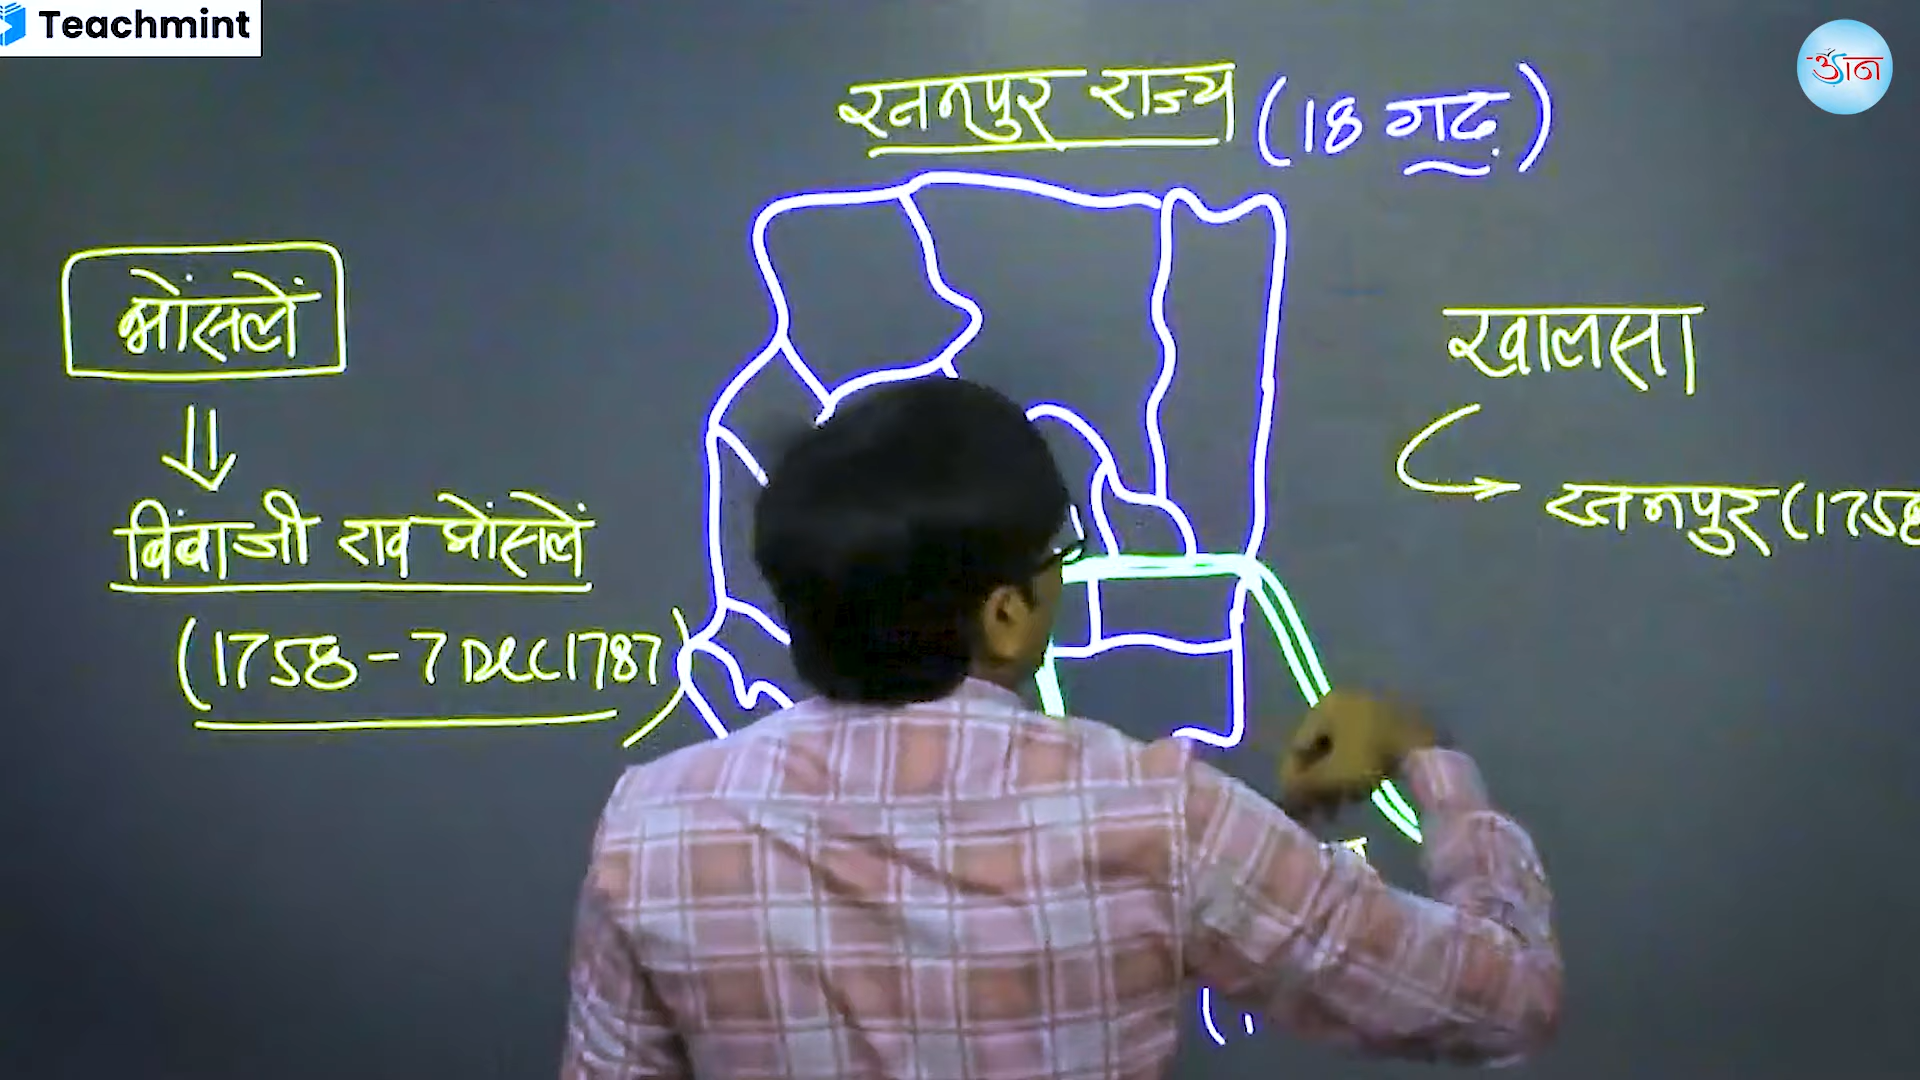 Teachmint
ज्ञान
रतनपुर राज्य (18 गढ़)
भोंसलें
बिंबाजी राव भोंसलें
(1758-7 Dec 1787)
खालसा
रतनपुर (1758